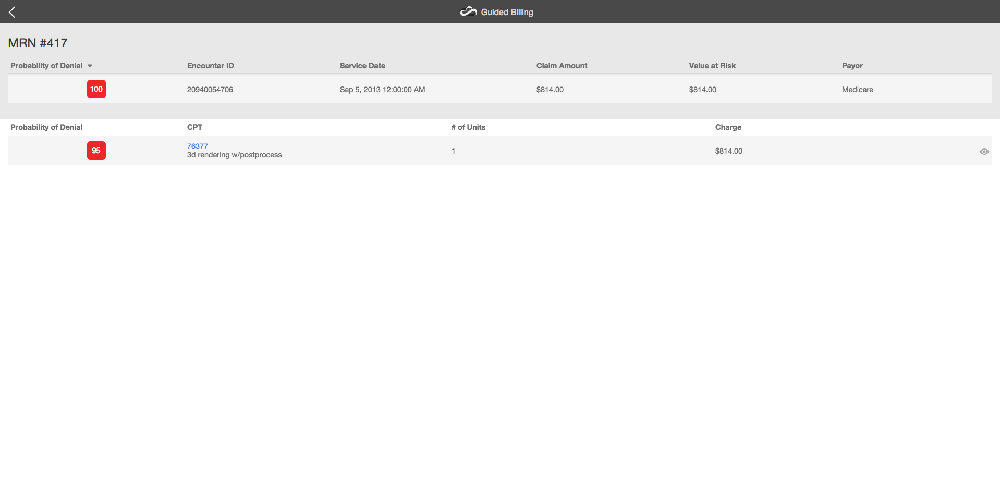 Guided Billing
MRN #417
Probability of Denial Encounter ID Service Date Claim Amount Value at Risk Payor
100 20940054706 Sep 5, 2013 12:00:00 AM $814.00 $814.00 Medicare
Probability of Denial CPT # of Units Charge
95 76377 1 $814.00
3d rendering w/postprocess